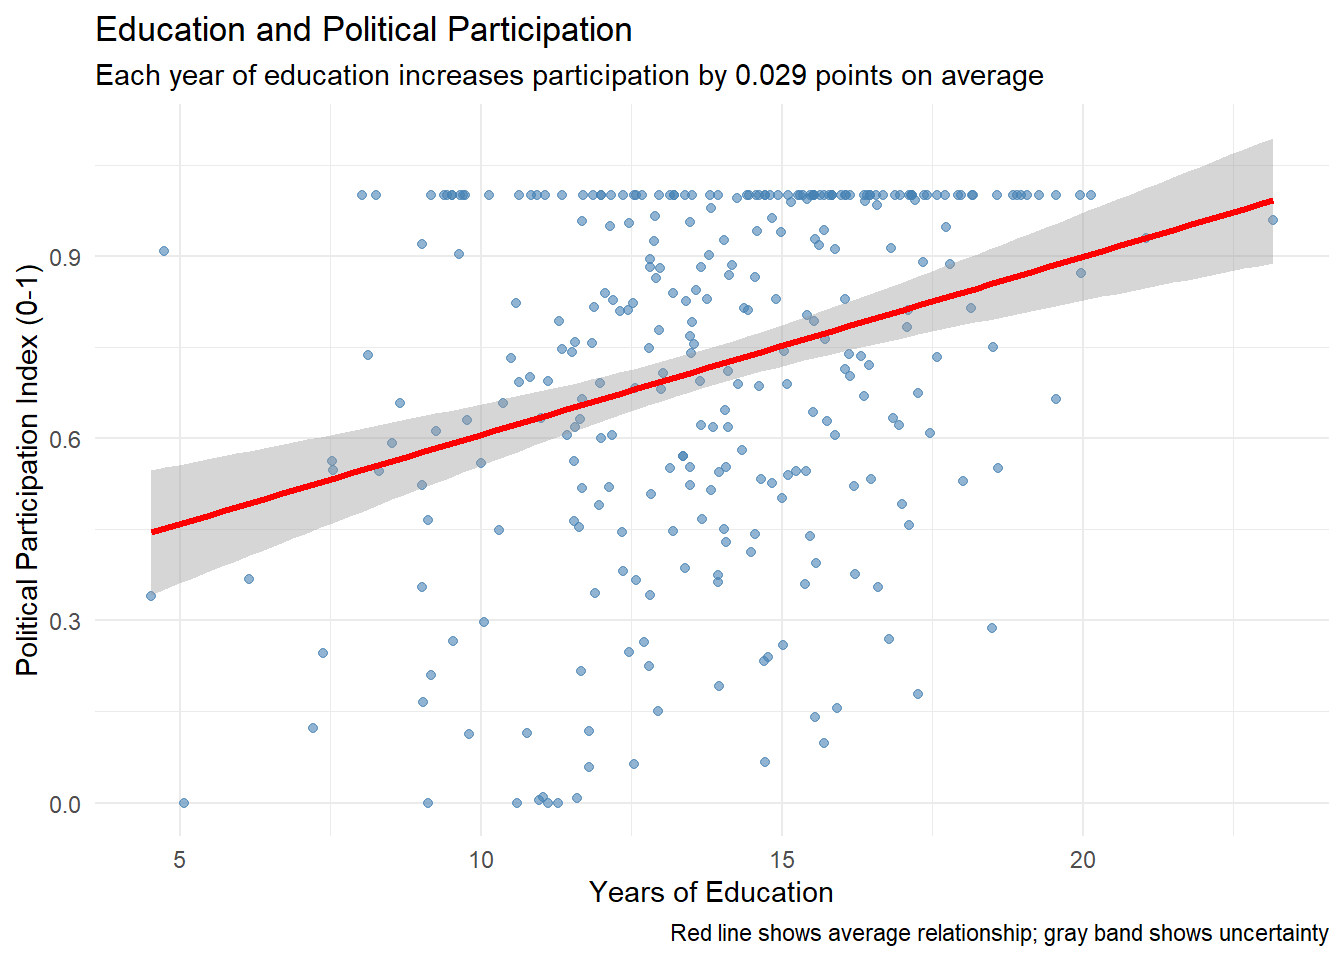 Education and Political Participation
Each year of education increases participation by 0.029 points on average
Political Participation Index (0-1)
0.9
0.6
0.3
0.0
5 10 15 20
Years of Education
Red line shows average relationship; gray band shows uncertainty